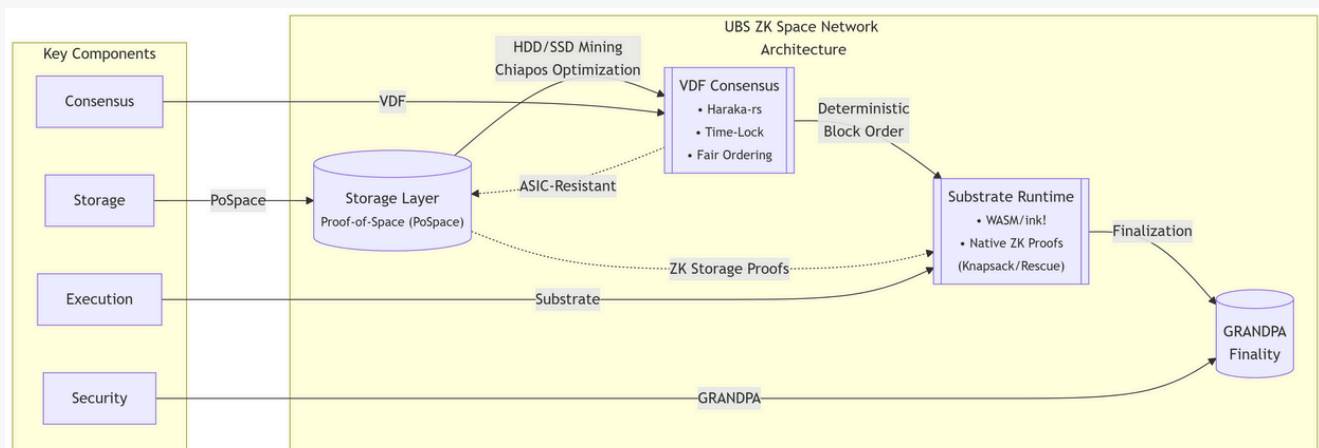 Key Components
Consensus
Storage
Execution
Security
VDF
PoSpace
Substrate
GRANDPA
UBS ZK Space Network
Architecture
HDD/SSD Mining
Chiapos Optimization
VDF Consensus
• Haraka-rs
• Time-Lock
• Fair Ordering
Deterministic
Block Order
Storage Layer
Proof-of-Space (PoSpace)
ASIC-Resistant
ZK Storage Proofs
Substrate Runtime
• WASM/ink!
• Native ZK Proofs
(Knapsack/Rescue)
Finalization
GRANDPA
Finality